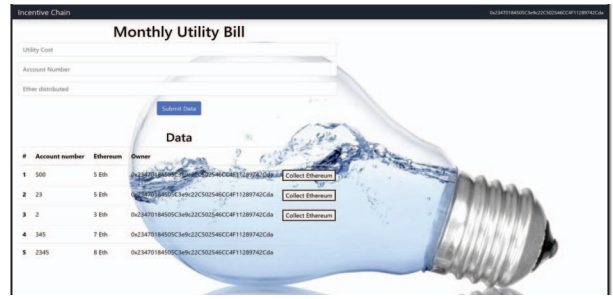 Incentive Chain 0x23470184505C3e9c22C502546CC4F11289742Cda
Monthly Utility Bill
Utility Cost
Account Number
Ether distributed
Submit Data
Data
# Account number Ethereum Owner
1 500 5 Eth 0x23470184505C3e9c22C502546CC4F11289742Cda Collect Ethereum
2 23 5 Eth 0x23470184505C3e9c22C502546CC4F11289742Cda Collect Ethereum
3 2 3 Eth 0x23470184505C3e9c22C502546CC4F11289742Cda Collect Ethereum
4 345 7 Eth 0x23470184505C3e9c22C502546CC4F11289742Cda
5 2345 8 Eth 0x23470184505C3e9c22C502546CC4F11289742Cda